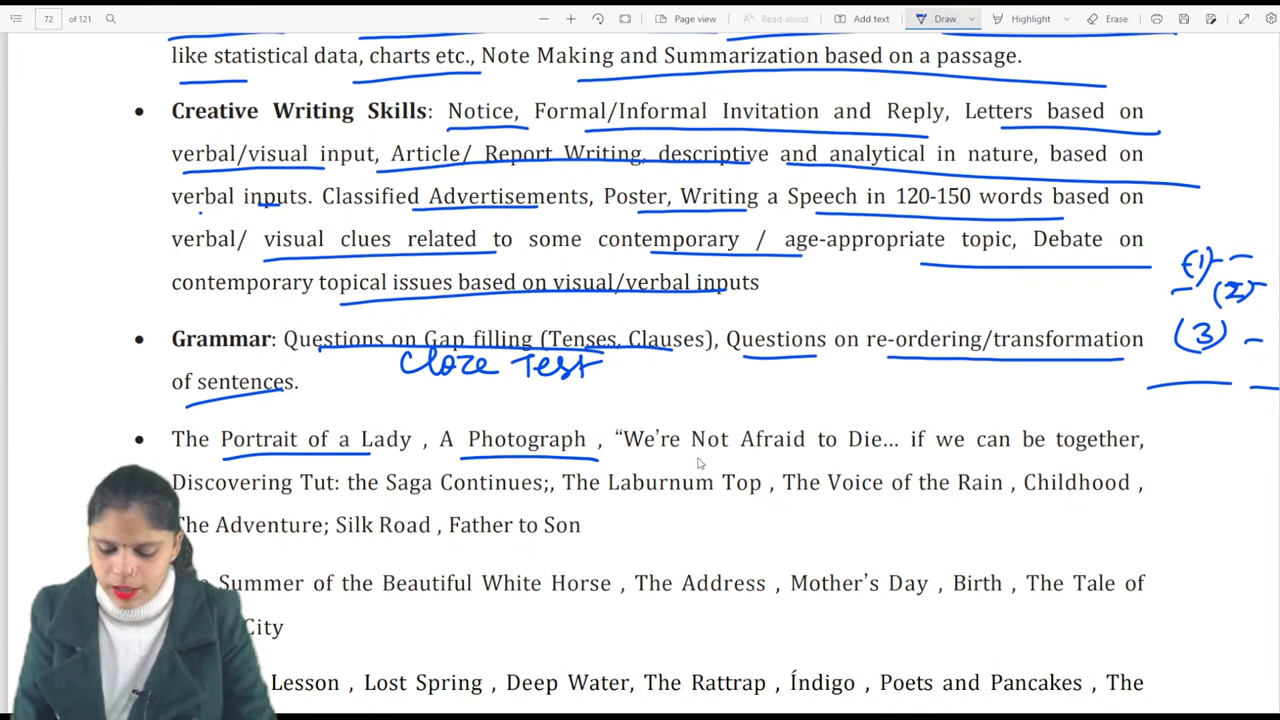 72 of 121
Page view
Read aloud
Add text
Draw
Highlight
Erase
like statistical data, charts etc., Note Making and Summarization based on a passage.
• Creative Writing Skills: Notice, Formal/Informal Invitation and Reply, Letters based on
verbal/visual input, Article/ Report Writing, descriptive and analytical in nature, based on
verbal inputs. Classified Advertisements, Poster, Writing a Speech in 120-150 words based on
verbal/ visual clues related to some contemporary / age-appropriate topic, Debate on
contemporary topical issues based on visual/verbal inputs
(1)
(2)
(3)
• Grammar: Questions on Gap filling (Tenses, Clauses), Questions on re-ordering/transformation
Cloze Test
of sentences.
• The Portrait of a Lady , A Photograph , “We’re Not Afraid to Die... if we can be together,
Discovering Tut: the Saga Continues;, The Laburnum Top , The Voice of the Rain , Childhood ,
The Adventure; Silk Road , Father to Son
Summer of the Beautiful White Horse , The Address , Mother’s Day , Birth , The Tale of
City
Lesson , Lost Spring , Deep Water, The Rattrap , Índigo , Poets and Pancakes , The